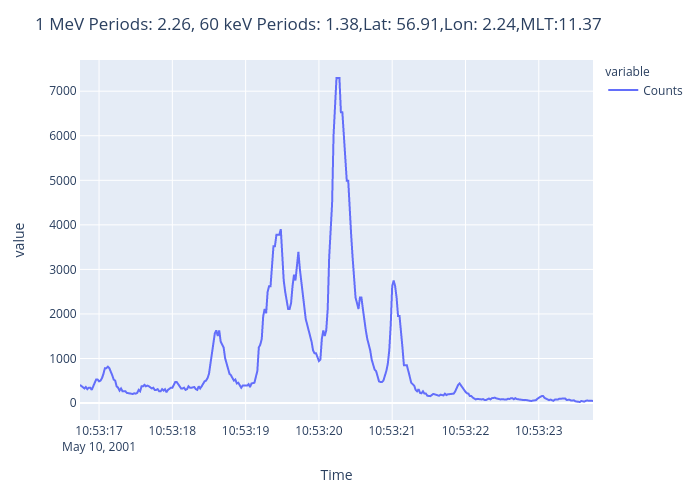 1 MeV Periods: 2.26, 60 keV Periods: 1.38,Lat: 56.91,Lon: 2.24,MLT:11.37
variable
Counts
7000
6000
5000
4000
3000
2000
1000
0
value
10:53:17 10:53:18 10:53:19 10:53:20 10:53:21 10:53:22 10:53:23
May 10, 2001
Time